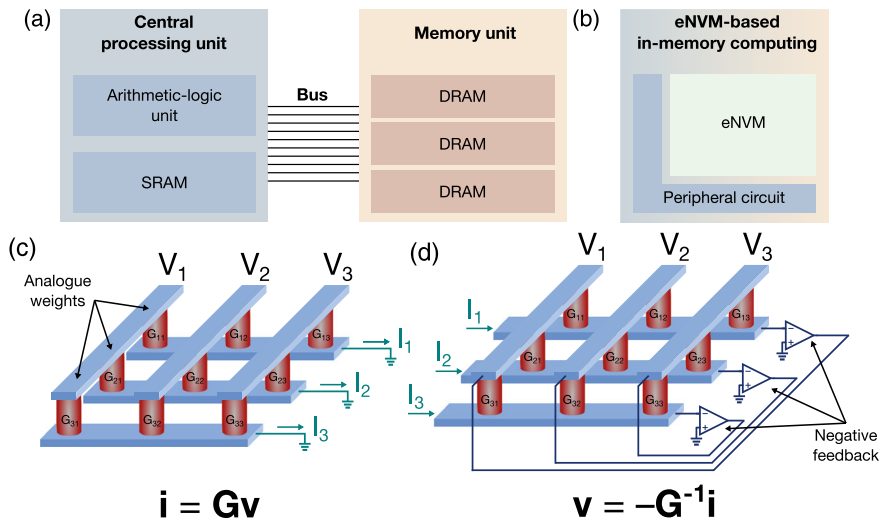 (a)
Central
processing unit
Arithmetic-logic
unit
SRAM
Bus
Memory unit
DRAM
DRAM
DRAM
(b)
eNVM-based
in-memory computing
eNVM
Peripheral circuit
(c)
Analogue
weights
V1 V2 V3
G11 G12 G13
G21 G22 G23
G31 G32 G33
I1
I2
I3
i = Gv
(d)
V1 V2 V3
I1
I2
I3
G11 G12 G13
G21 G22 G23
G31 G32 G33
− +
− +
− +
Negative
feedback
v = −G-1i